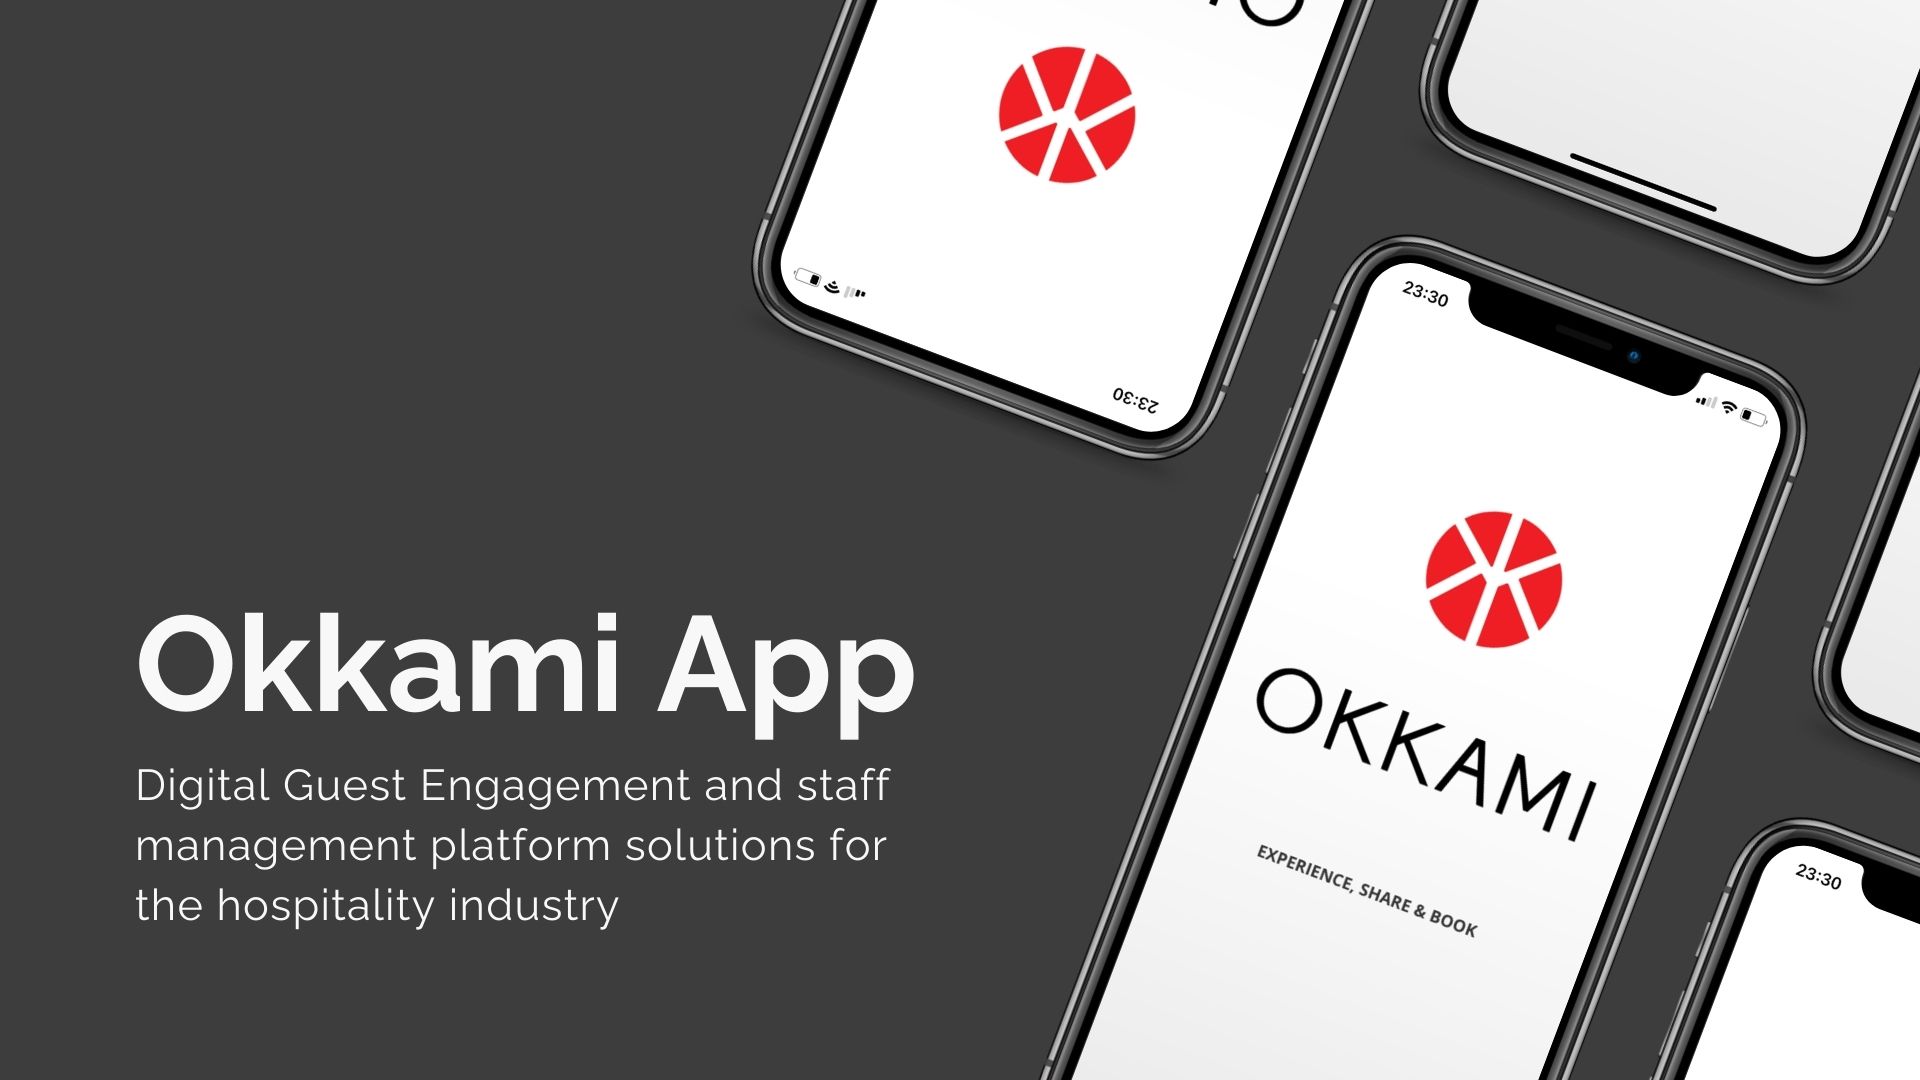 Okkami App
Digital Guest Engagement and staff
management platform solutions for
the hospitality industry
23:30
23:30
OKKAMI
EXPERIENCE, SHARE & BOOK
23:30